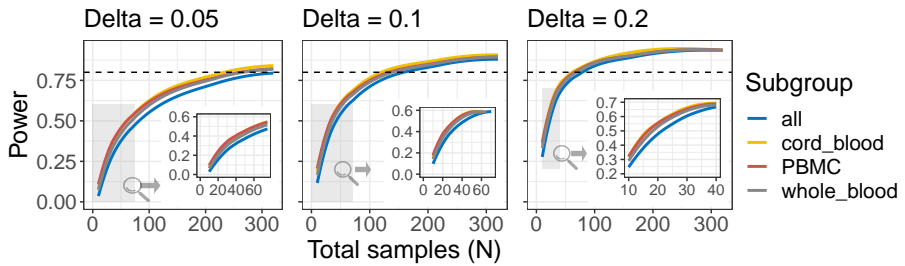 Delta = 0.05
Delta = 0.1
Delta = 0.2
Power
0.75
0.50
0.25
0.00
0.6
0.4
0.2
0.0
20 40 60
0.6
0.4
0.2
0.0
20 40 60
0.7
0.6
0.5
0.4
0.3
0.2
10 20 30 40
0 100 200 300
0 100 200 300
0 100 200 300
Total samples (N)
Subgroup
all
cord_blood
PBMC
whole_blood